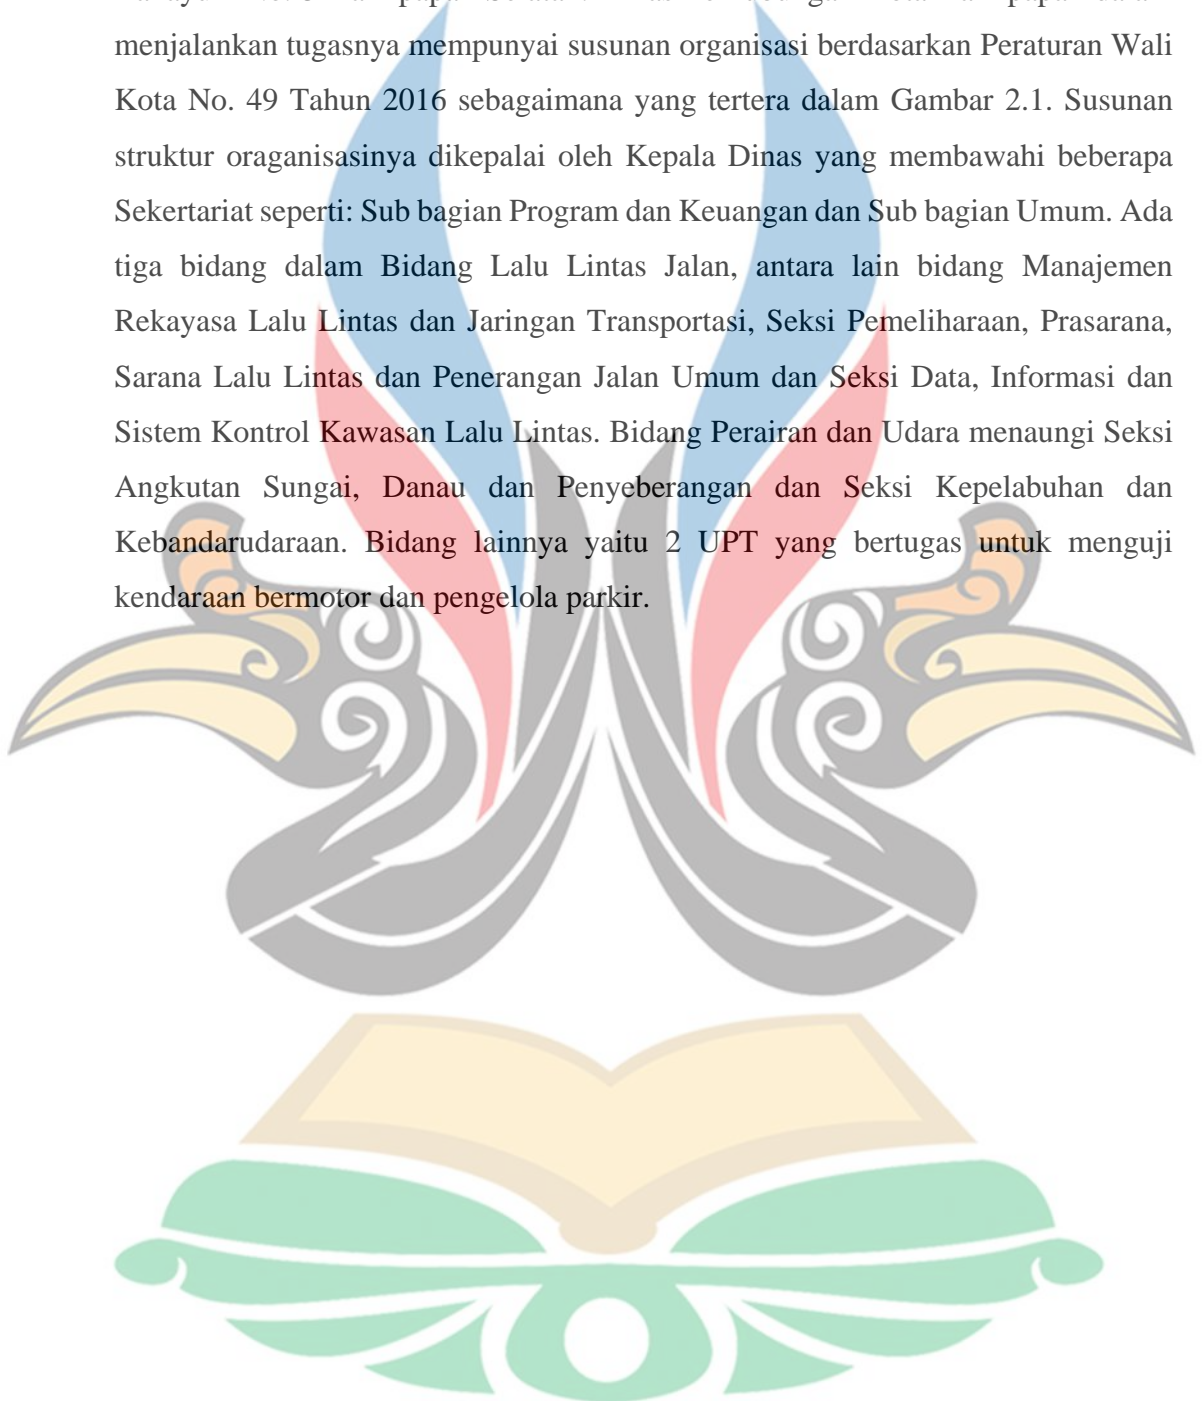 menjalankan tugasnya mempunyai susunan organisasi berdasarkan Peraturan Wali
Kota No. 49 Tahun 2016 sebagaimana yang tertera dalam Gambar 2.1. Susunan
struktur oraganisasinya dikepalai oleh Kepala Dinas yang membawahi beberapa
Sekertariat seperti: Sub bagian Program dan Keuangan dan Sub bagian Umum. Ada
tiga bidang dalam Bidang Lalu Lintas Jalan, antara lain bidang Manajemen
Rekayasa Lalu Lintas dan Jaringan Transportasi, Seksi Pemeliharaan, Prasarana,
Sarana Lalu Lintas dan Penerangan Jalan Umum dan Seksi Data, Informasi dan
Sistem Kontrol Kawasan Lalu Lintas. Bidang Perairan dan Udara menaungi Seksi
Angkutan Sungai, Danau dan Penyeberangan dan Seksi Kepelabuhan dan
Kebandarudaraan. Bidang lainnya yaitu 2 UPT yang bertugas untuk menguji
kendaraan bermotor dan pengelola parkir.